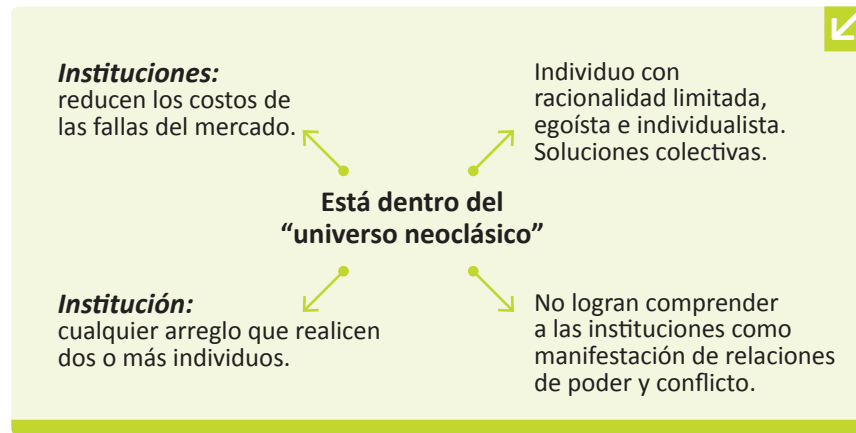 Instituciones:
reducen los costos de
las fallas del mercado.
Individuo con
racionalidad limitada,
egoísta e individualista.
Soluciones colectivas.
Está dentro del
“universo neoclásico”
Institución:
cualquier arreglo que realicen
dos o más individuos.
No logran comprender
a las instituciones como
manifestación de relaciones
de poder y conflicto.